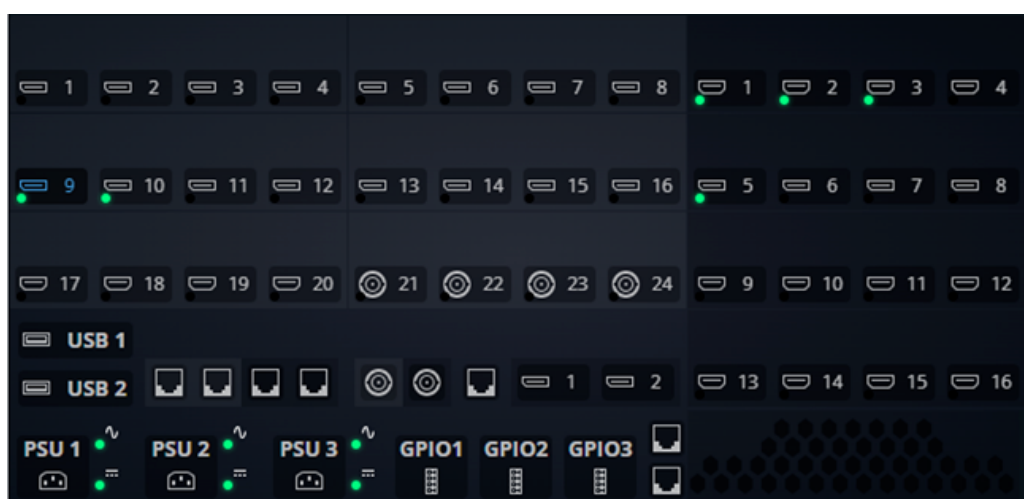 1 2 3 4 5 6 7 8 1 2 3 4
9 10 11 12 13 14 15 16 5 6 7 8
17 18 19 20 21 22 23 24 9 10 11 12
USB 1
USB 2 1 2 13 14 15 16
PSU 1 PSU 2 PSU 3 GPIO1 GPIO2 GPIO3